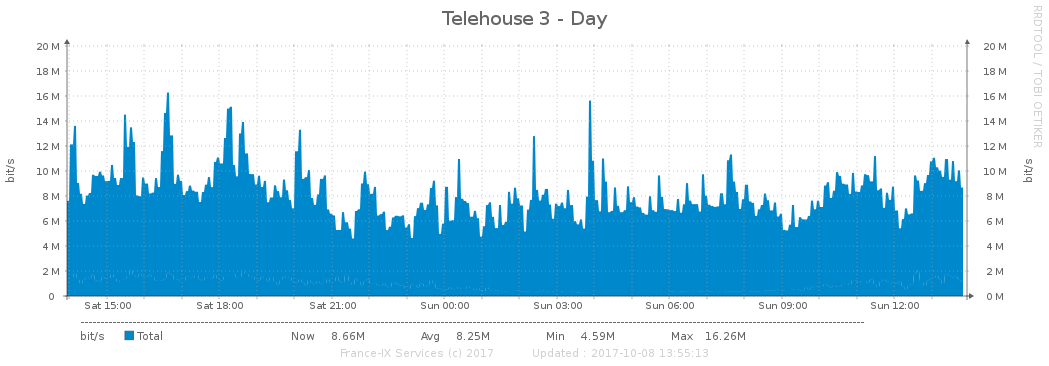 Telehouse 3 - Day
RRDTOOL / TOBI OETIKER
bit/s
20 M 20 M
18 M 18 M
16 M 16 M
14 M 14 M
12 M 12 M
10 M 10 M
8 M 8 M
6 M 6 M
4 M 4 M
2 M 2 M
0 0 M
bit/s
Sat 15:00 Sat 18:00 Sat 21:00 Sun 00:00 Sun 03:00 Sun 06:00 Sun 09:00 Sun 12:00
bit/s Total Now 8.66M Avg 8.25M Min 4.59M Max 16.26M
France-IX Services (c) 2017 Updated : 2017-10-08 13:55:13